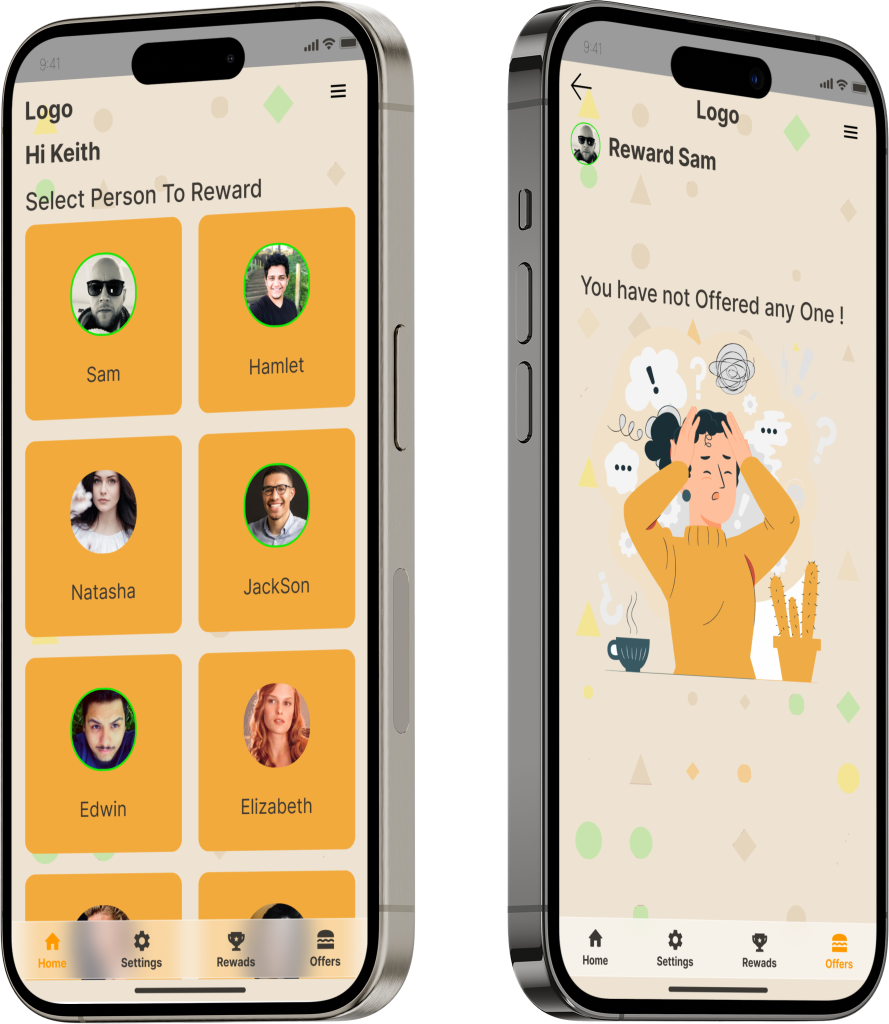 9:41
Logo
Hi Keith
Select Person To Reward
Sam
Hamlet
Natasha
JackSon
Edwin
Elizabeth
Home
Settings
Rewads
Offers
9:41
Logo
Reward Sam
You have not Offered any One !
Home
Settings
Rewads
Offers